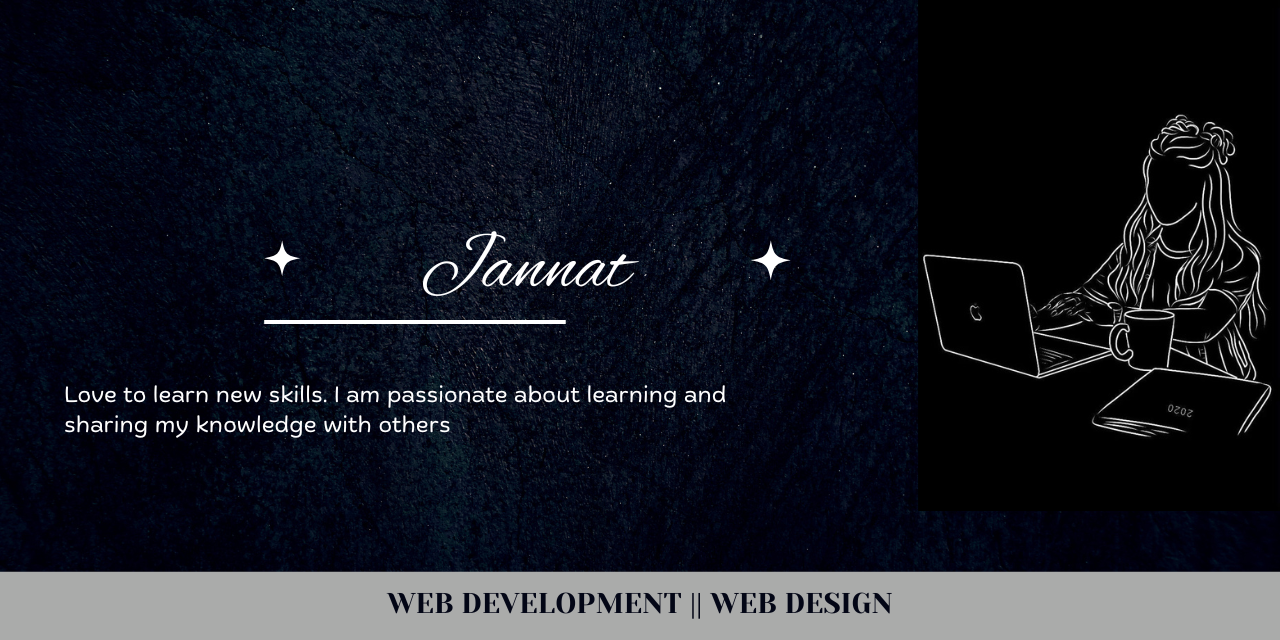 Jannat
Love to learn new skills. I am passionate about learning and
sharing my knowledge with others
2020
WEB DEVELOPMENT || WEB DESIGN